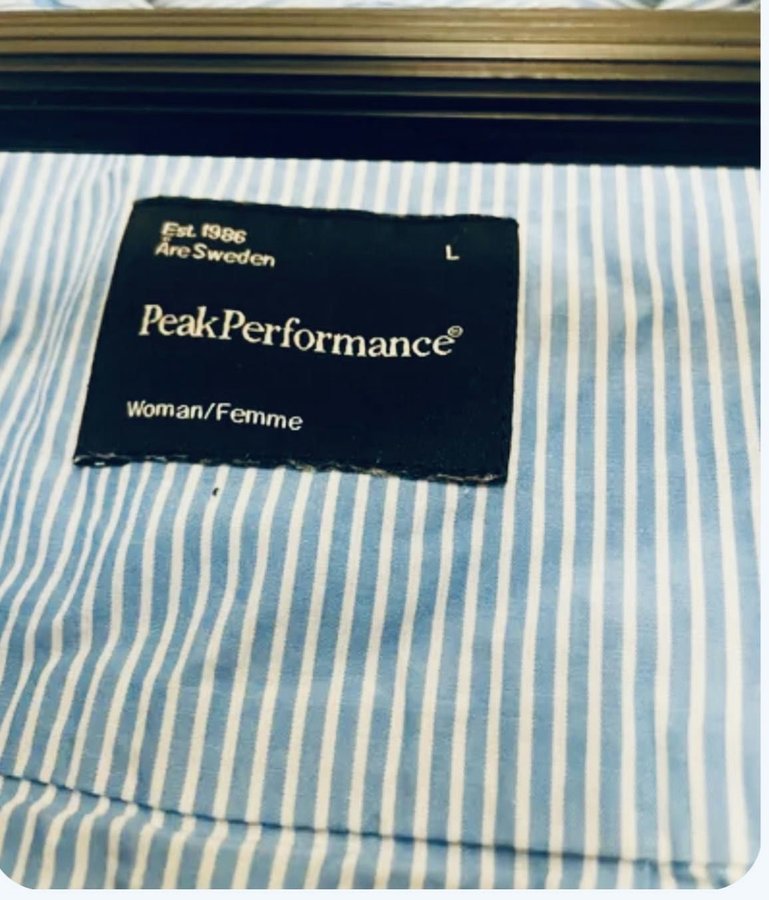 Est. 1986
Åre Sweden
L
PeakPerformance®
Woman/Femme